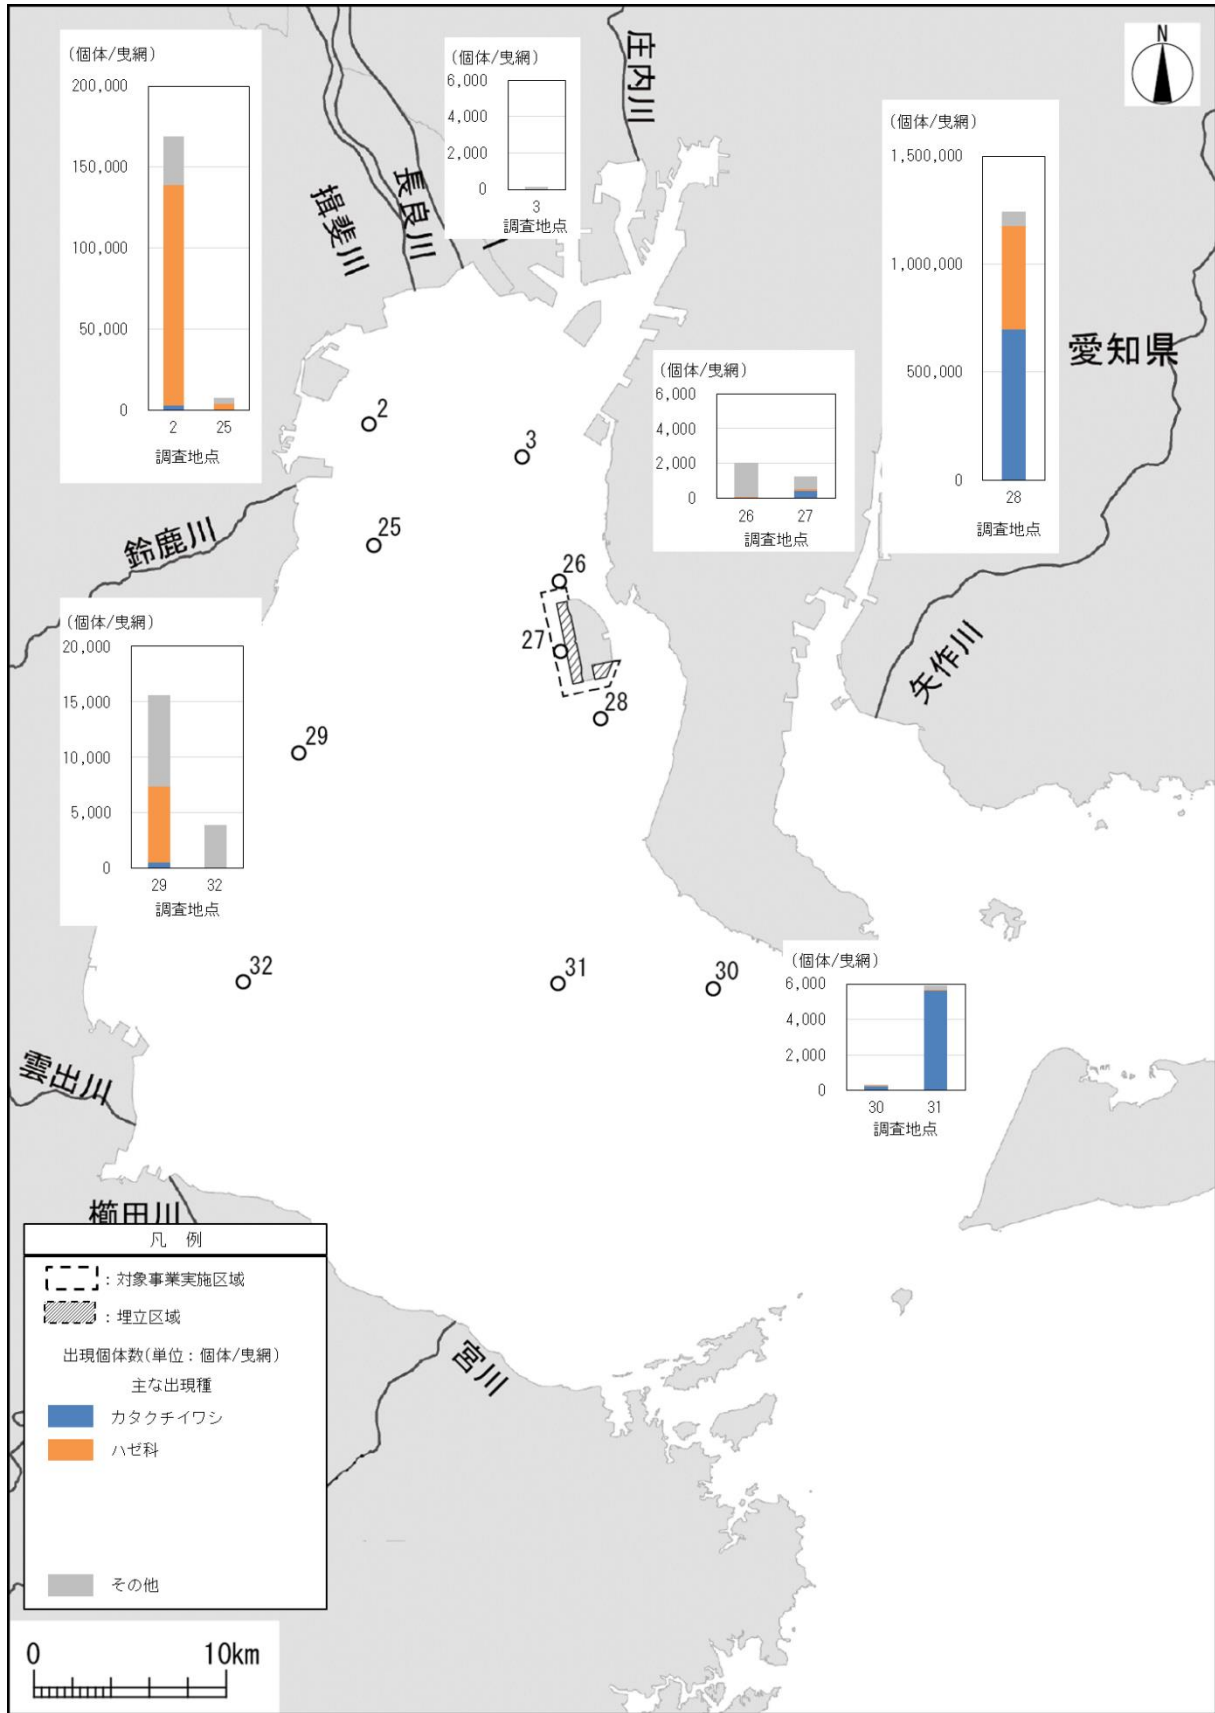 (個体/曳網)
200,000
150,000
100,000
50,000
0
2
25
調査地点
(個体/曳網)
6,000
4,000
2,000
0
3
調査地点
庄内川
N
揖斐川
長良川
川
(個体/曳網)
1,500,000
1,000,000
500,000
0
28
調査地点
愛知県
(個体/曳網)
6,000
4,000
2,000
0
26
27
調査地点
2
3
25
26
27
28
29
30
31
32
鈴鹿川
矢作川
(個体/曳網)
20,000
15,000
10,000
5,000
0
29
32
調査地点
(個体/曳網)
6,000
4,000
2,000
0
30
31
調査地点
雲出川
櫛田川
宮川
凡 例
:対象事業実施区域
:埋立区域
出現個体数(単位:個体/曳網)
主な出現種
カタクチイワシ
ハゼ科
その他
0
10km